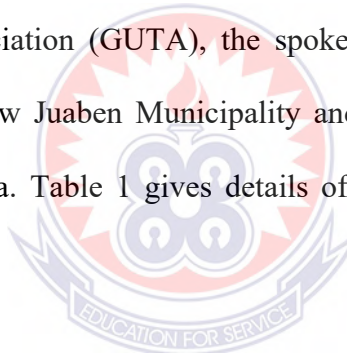 ciation (GUTA), the spoke
w Juaben Municipality and
a. Table 1 gives details of
EDUCATION FOR SERVICE